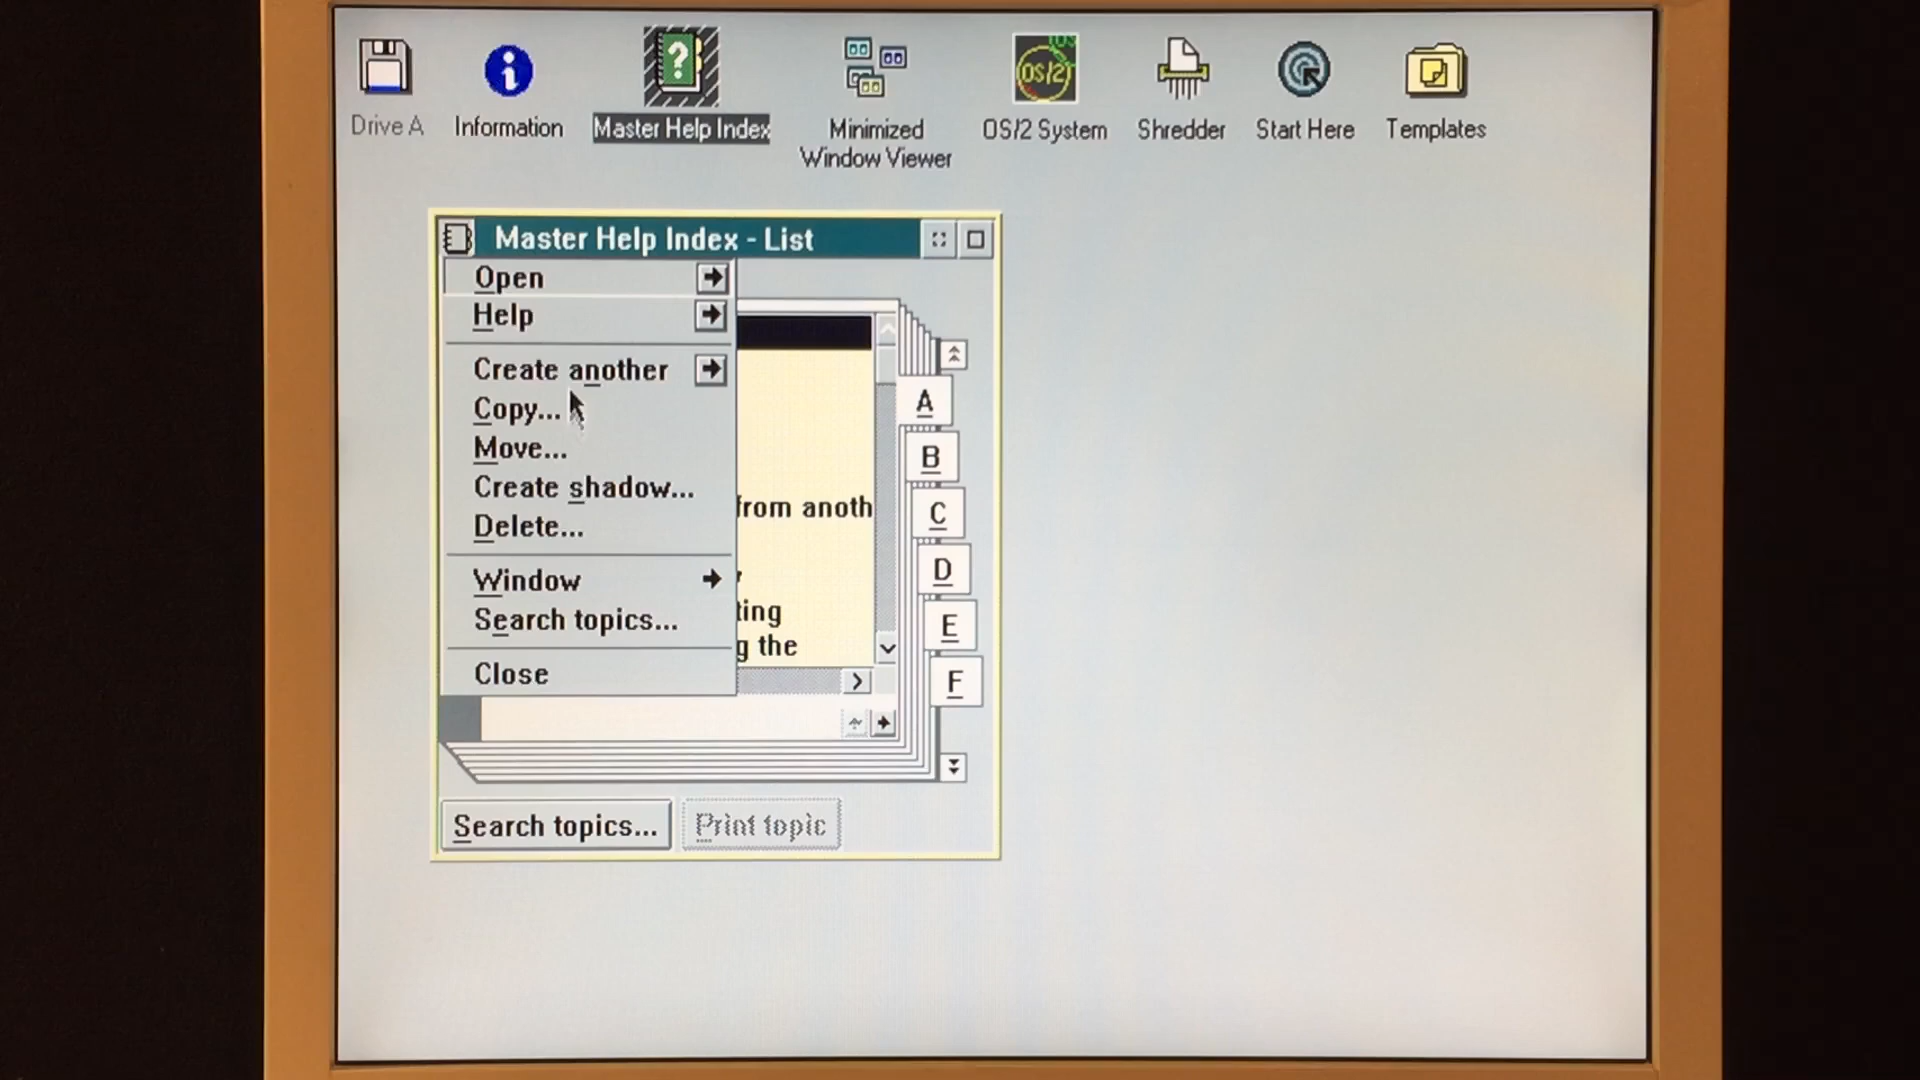 Drive A
Information
Master Help Index
Minimized
Window Viewer
OS/2
OS/2 System
Shredder
Start Here
Templates
Master Help Index - List
Open
Help
Create another
Copy...
Move...
Create shadow...
Delete...
Window
Search topics...
Close
from anoth
ting
g the
A
B
C
D
E
F
Search topics...
Print topic